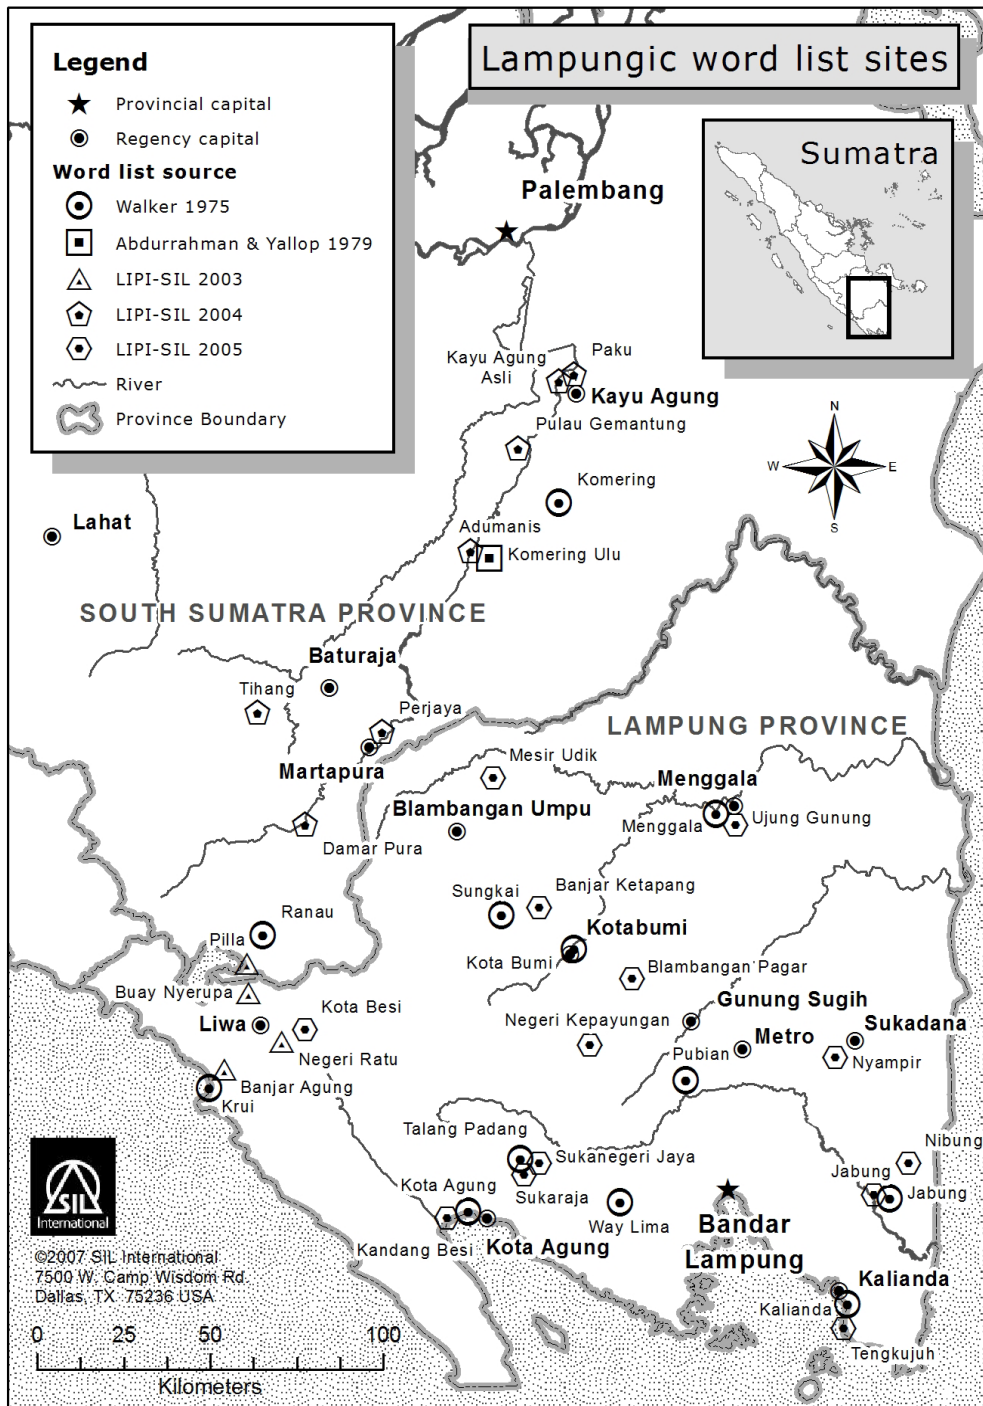 Lampungic word list sites
Legend
Provincial capital
Regency capital
Word list source
Walker 1975
Abdurrahman & Yallop 1979
LIPI-SIL 2003
LIPI-SIL 2004
LIPI-SIL 2005
River
Province Boundary
Sumatra
Palembang
Kayu Agung
Asli
Paku
Kayu Agung
Pulau Gemantung
N
W
E
S
Komering
Lahat
Adumanis
Komering Ulu
SOUTH SUMATRA PROVINCE
Baturaja
Tihang
Perjaya
LAMPUNG PROVINCE
Martapura
Mesir Udik
Menggala
Blambangan Umpu
Menggala
Ujung Gunung
Damar Pura
Sungkai
Banjar Ketapang
Ranau
Kotabumi
Pilla
Kota Bumi
Blambangan Pagar
Buay Nyerupa
Kota Besi
Gunung Sugih
Liwa
Negeri Kepayungan
Metro
Sukadana
Negeri Ratu
Pubian
Nyampir
Banjar Agung
Krui
Talang Padang
Nibung
Sukanegeri Jaya
Jabung
Kota Agung
Sukaraja
Jabung
Way Lima
Bandar
Lampung
Kandang Besi
Kota Agung
Kalianda
Kalianda
Tengkujuh
SIL
International
©2007 SIL International
7500 W. Camp Wisdom Rd.
Dallas, TX 75236 USA
0 25 50 100
Kilometers